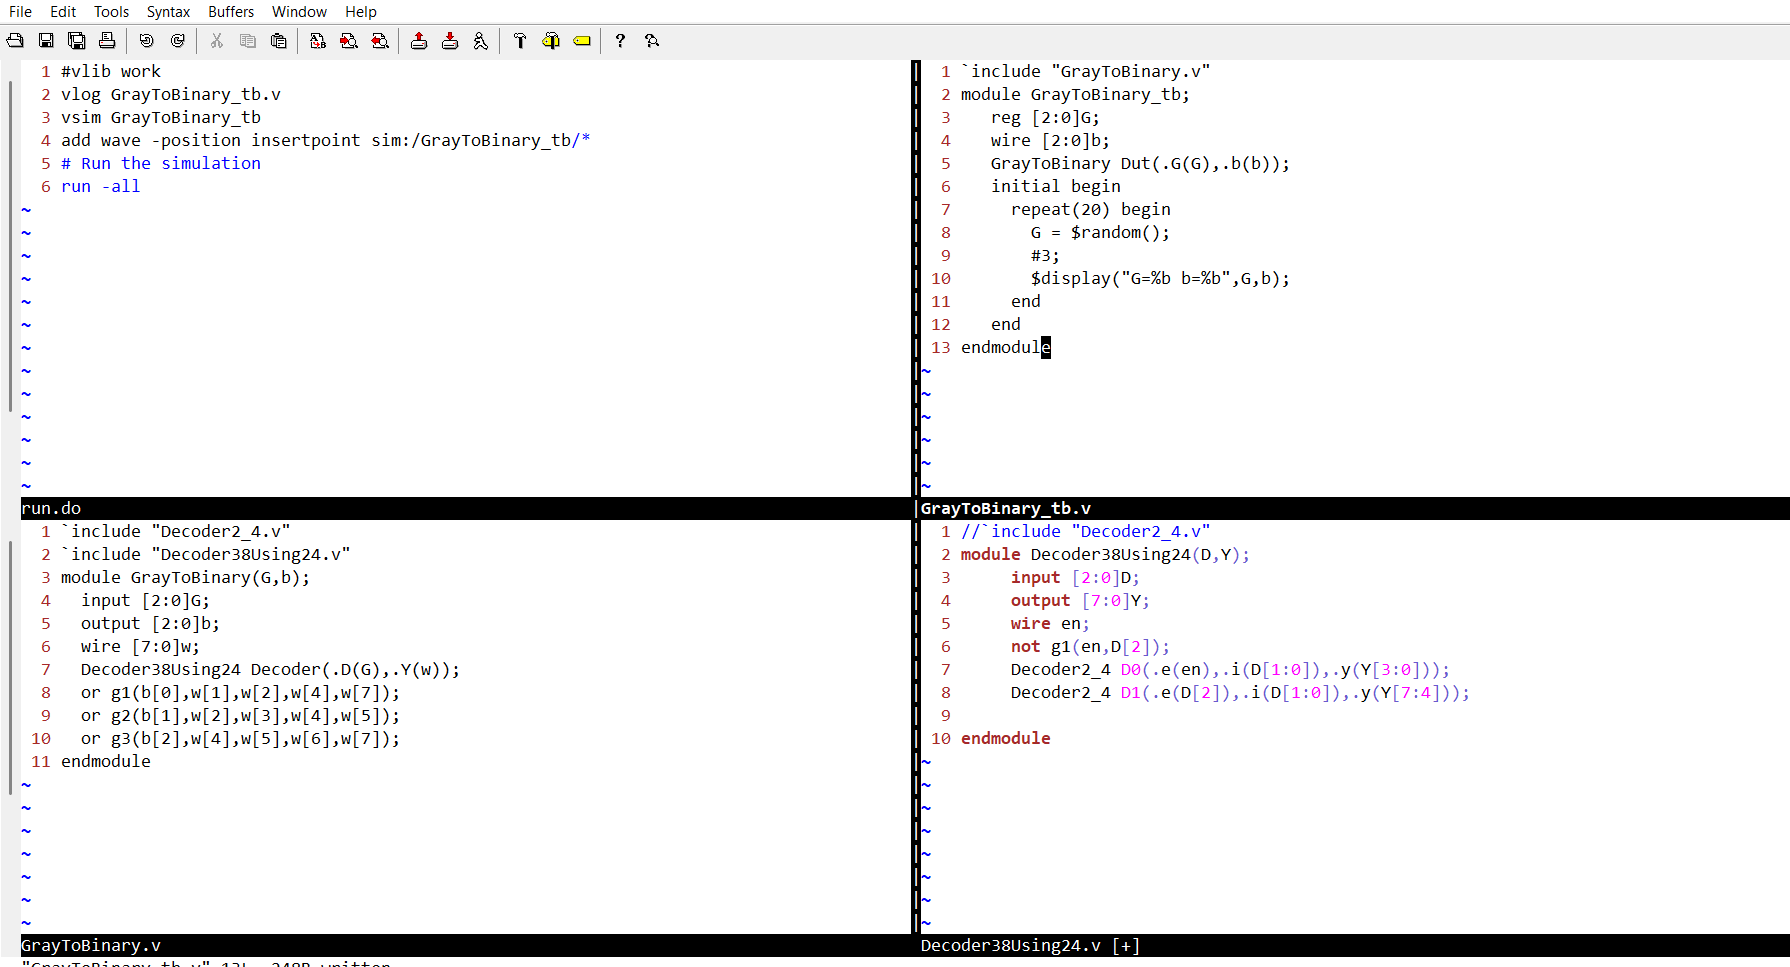 File Edit Tools Syntax Buffers Window Help
1 #vlib work
2 vlog GrayToBinary_tb.v
3 vsim GrayToBinary_tb
4 add wave -position insertpoint sim:/GrayToBinary_tb/*
5 # Run the simulation
6 run -all
~
~
~
~
~
~
~
~
~
~
~
~
~
run.do
1 `include "GrayToBinary.v"
2 module GrayToBinary_tb;
3    reg [2:0]G;
4    wire [2:0]b;
5    GrayToBinary Dut(.G(G),.b(b));
6    initial begin
7      repeat(20) begin
8        G = $random();
9        #3;
10        $display("G=%b b=%b",G,b);
11      end
12    end
13 endmodule
~
~
~
~
~
~
GrayToBinary_tb.v
1 `include "Decoder2_4.v"
2 `include "Decoder38Using24.v"
3 module GrayToBinary(G,b);
4   input [2:0]G;
5   output [2:0]b;
6   wire [7:0]w;
7   Decoder38Using24 Decoder(.D(G),.Y(w));
8   or g1(b[0],w[1],w[2],w[4],w[7]);
9   or g2(b[1],w[2],w[3],w[4],w[5]);
10   or g3(b[2],w[4],w[5],w[6],w[7]);
11 endmodule
~
~
~
~
~
~
~
GrayToBinary.v
1 //`include "Decoder2_4.v"
2 module Decoder38Using24(D,Y);
3      input [2:0]D;
4      output [7:0]Y;
5      wire en;
6      not g1(en,D[2]);
7      Decoder2_4 D0(.e(en),.i(D[1:0]),.y(Y[3:0]));
8      Decoder2_4 D1(.e(D[2]),.i(D[1:0]),.y(Y[7:4]));
9
10 endmodule
~
~
~
~
~
~
~
~
Decoder38Using24.v [+]
"GrayToBinary_tb.v" 13L, 248B written